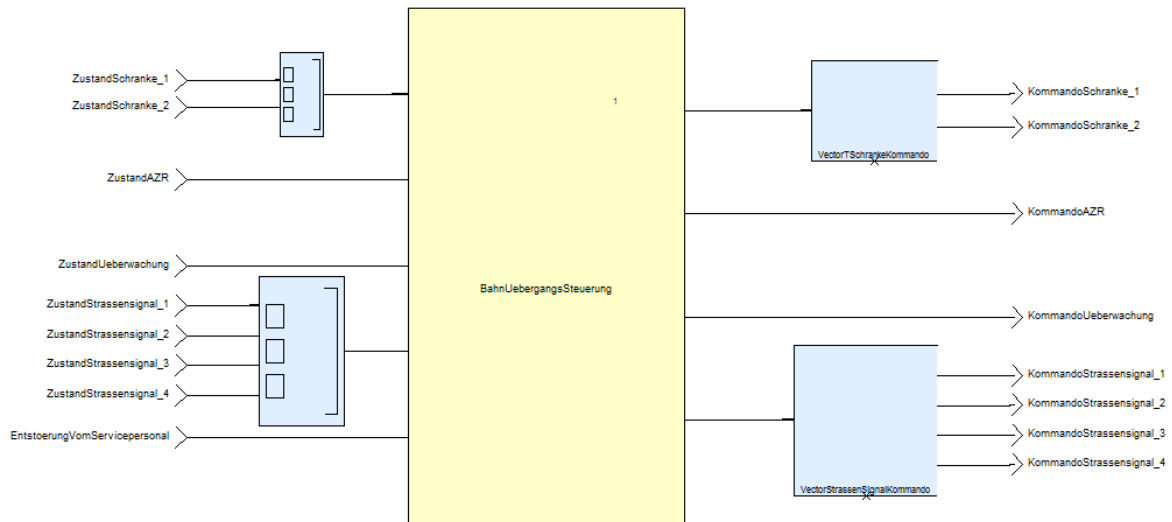 ZustandSchranke_1
ZustandSchranke_2
ZustandAZR
ZustandUeberwachung
ZustandStrassensignal_1
ZustandStrassensignal_2
ZustandStrassensignal_3
ZustandStrassensignal_4
EntstoerungVomServicepersonal
1
BahnUebergangsSteuerung
VectorTSchrankeKommando
VectorStrassenSignalKommando
KommandoSchranke_1
KommandoSchranke_2
KommandoAZR
KommandoUeberwachung
KommandoStrassensignal_1
KommandoStrassensignal_2
KommandoStrassensignal_3
KommandoStrassensignal_4